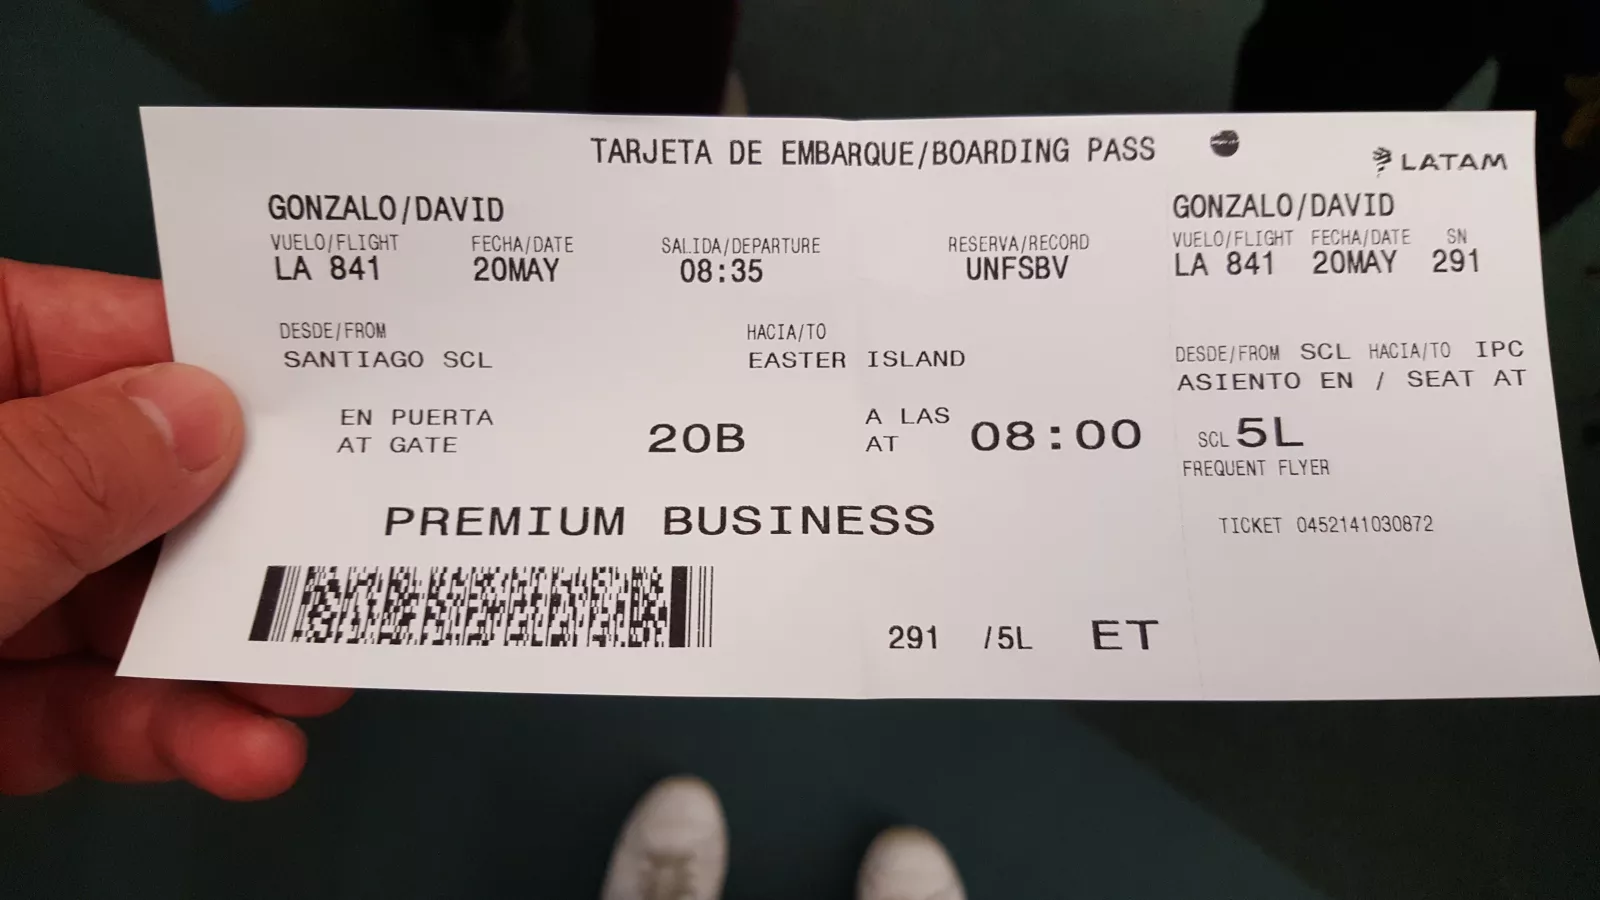 TARJETA DE EMBARQUE/BOARDING PASS
LATAM
GONZALO/DAVID
VUELO/FLIGHT FECHA/DATE SALIDA/DEPARTURE RESERVA/RECORD
LA 841 20MAY 08:35 UNFSBV
DESDE/FROM HACIA/TO
SANTIAGO SCL EASTER ISLAND
EN PUERTA A LAS
AT GATE 20B AT 08:00
PREMIUM BUSINESS
291 /5L ET
GONZALO/DAVID
VUELO/FLIGHT FECHA/DATE SN
LA 841 20MAY 291
DESDE/FROM SCL HACIA/TO IPC
ASIENTO EN / SEAT AT
SCL 5L
FREQUENT FLYER
TICKET 0452141030872